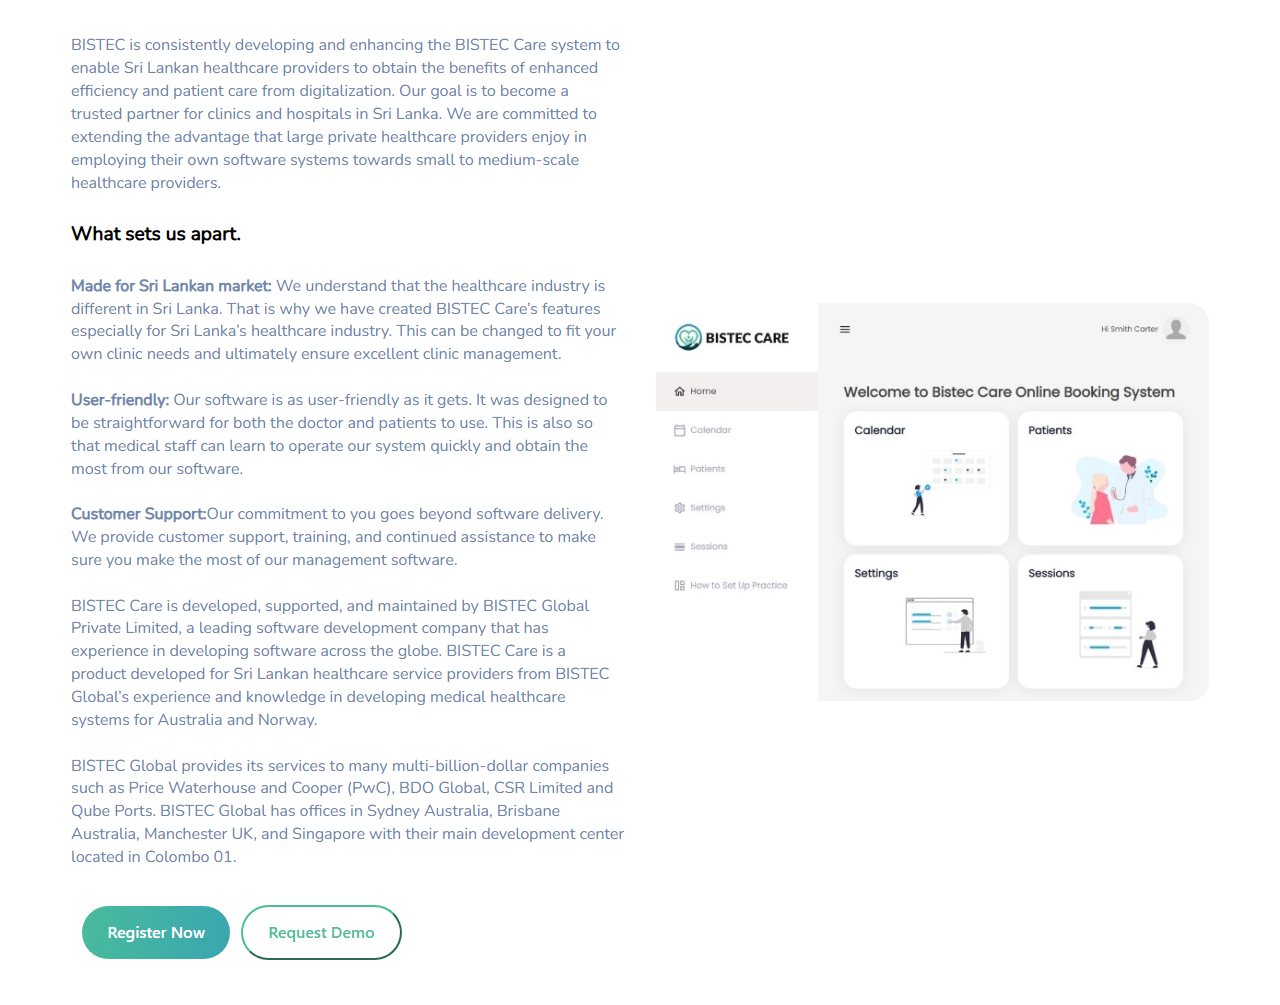 BISTEC is consistently developing and enhancing the BISTEC Care system to
enable Sri Lankan healthcare providers to obtain the benefits of enhanced
efficiency and patient care from digitalization. Our goal is to become a
trusted partner for clinics and hospitals in Sri Lanka. We are committed to
extending the advantage that large private healthcare providers enjoy in
employing their own software systems towards small to medium-scale
healthcare providers.
What sets us apart.
Made for Sri Lankan market: We understand that the healthcare industry is
different in Sri Lanka. That is why we have created BISTEC Care’s features
especially for Sri Lanka’s healthcare industry. This can be changed to fit your
own clinic needs and ultimately ensure excellent clinic management.
User-friendly: Our software is as user-friendly as it gets. It was designed to
be straightforward for both the doctor and patients to use. This is also so
that medical staff can learn to operate our system quickly and obtain the
most from our software.
Customer Support:Our commitment to you goes beyond software delivery.
We provide customer support, training, and continued assistance to make
sure you make the most of our management software.
BISTEC Care is developed, supported, and maintained by BISTEC Global
Private Limited, a leading software development company that has
experience in developing software across the globe. BISTEC Care is a
product developed for Sri Lankan healthcare service providers from BISTEC
Global’s experience and knowledge in developing medical healthcare
systems for Australia and Norway.
BISTEC Global provides its services to many multi-billion-dollar companies
such as Price Waterhouse and Cooper (PwC), BDO Global, CSR Limited and
Qube Ports. BISTEC Global has offices in Sydney Australia, Brisbane
Australia, Manchester UK, and Singapore with their main development center
located in Colombo 01.
Register Now
Request Demo
BISTEC CARE
Home
Calendar
Patients
Settings
Sessions
How to Set Up Practice
Hi Smith Carter
Welcome to Bistec Care Online Booking System
Calendar
Patients
Settings
Sessions